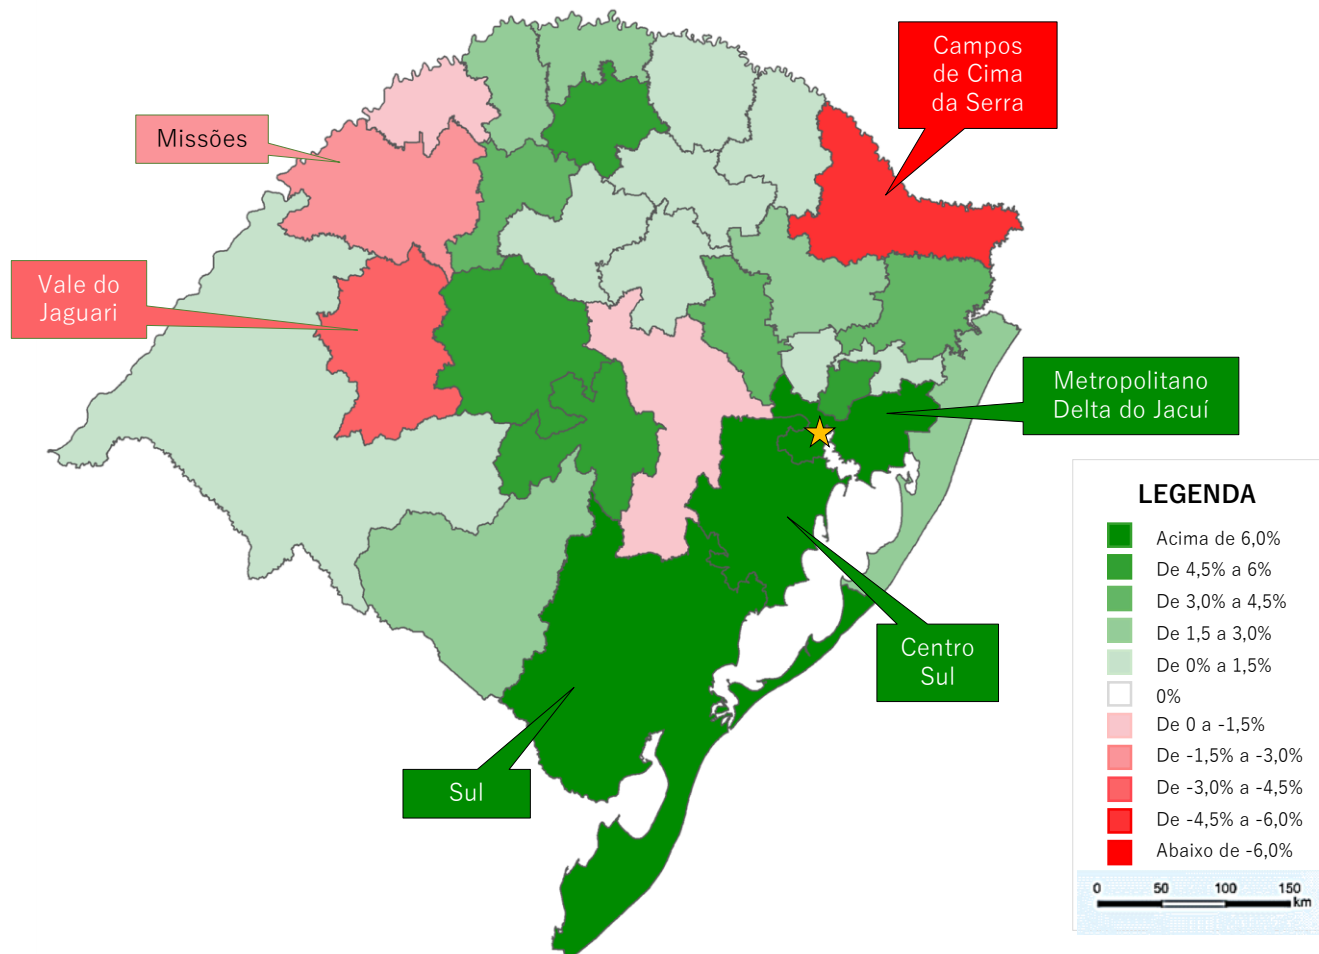 Campos
de Cima
da Serra
Missões
Vale do
Jaguari
Metropolitano
Delta do Jacuí
Centro
Sul
Sul
LEGENDA
Acima de 6,0%
De 4,5% a 6%
De 3,0% a 4,5%
De 1,5 a 3,0%
De 0% a 1,5%
0%
De 0 a -1,5%
De -1,5% a -3,0%
De -3,0% a -4,5%
De -4,5% a -6,0%
Abaixo de -6,0%
0 50 100 150
km